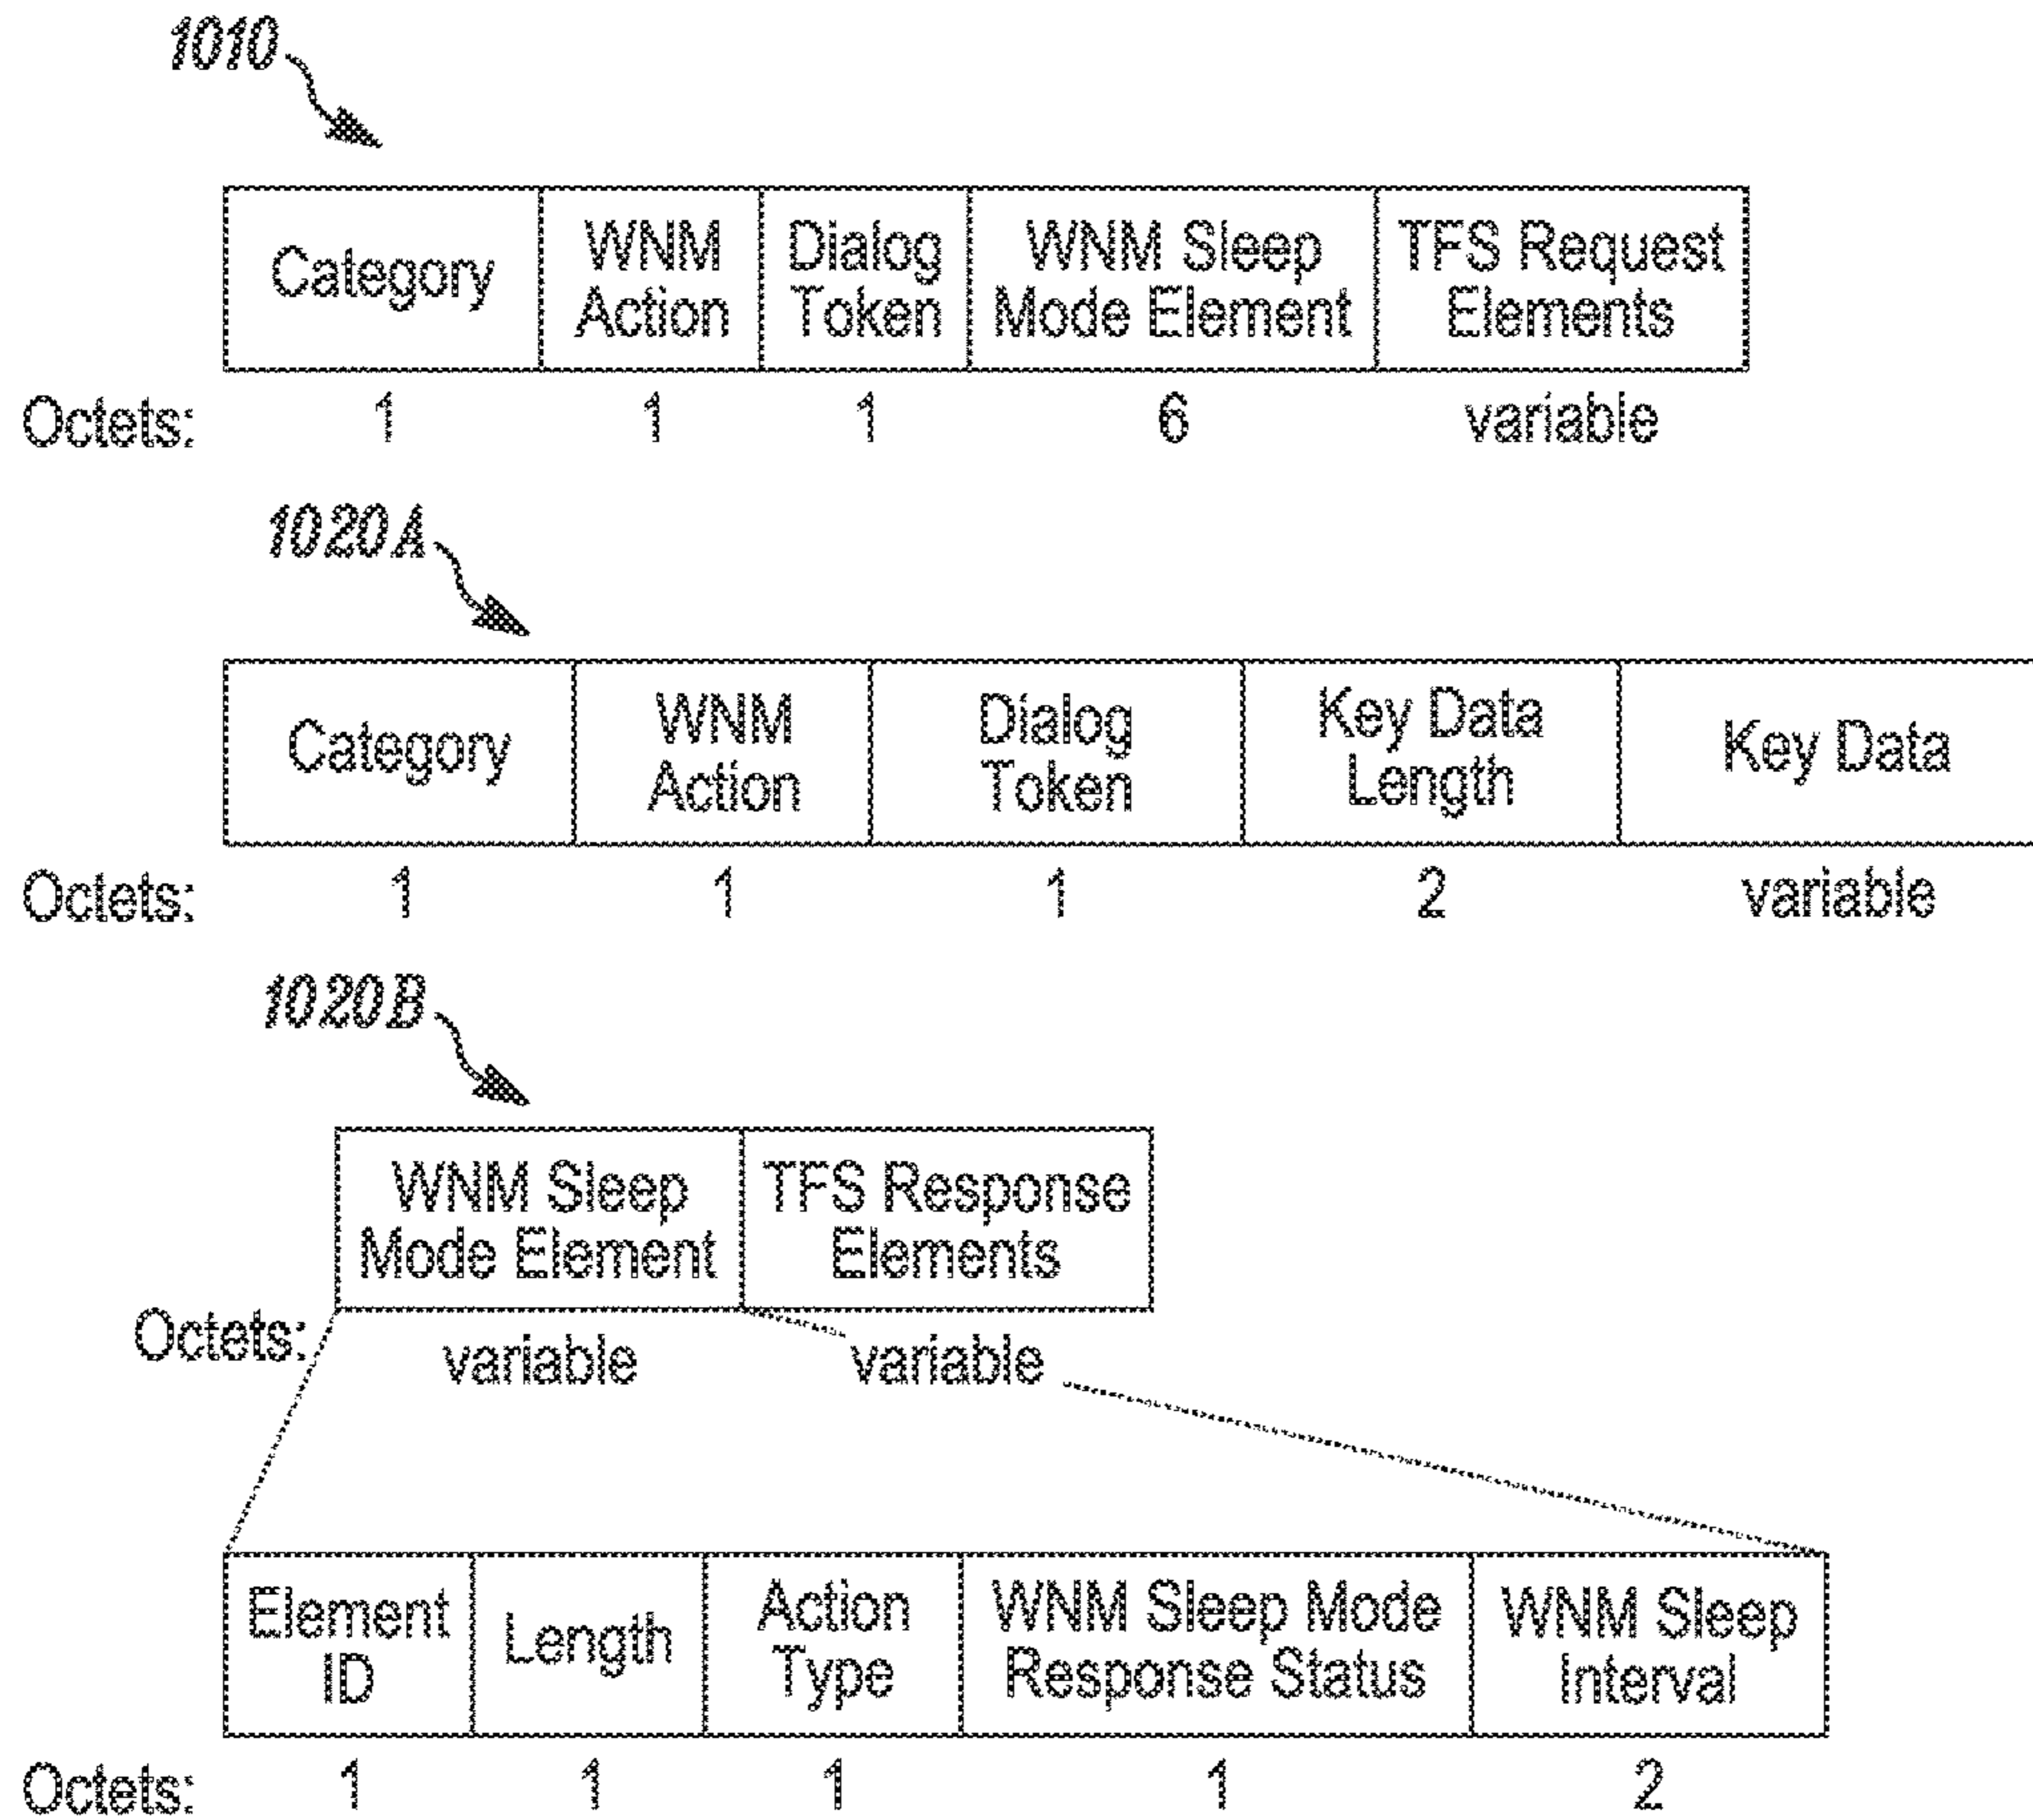 1010
Category
WNM
Action
Dialog
Token
WNM Sleep
Mode Element
TFS Request
Elements
Octets: 1 1 1 6 variable
1020A
Category
WNM
Action
Dialog
Token
Key Data
Length
Key Data
Octets: 1 1 1 2 variable
1020B
WNM Sleep
Mode Element
TFS Response
Elements
Octets: variable variable
Element
ID
Length
Action
Type
WNM Sleep Mode
Response Status
WNM Sleep
Interval
Octets: 1 1 1 1 2